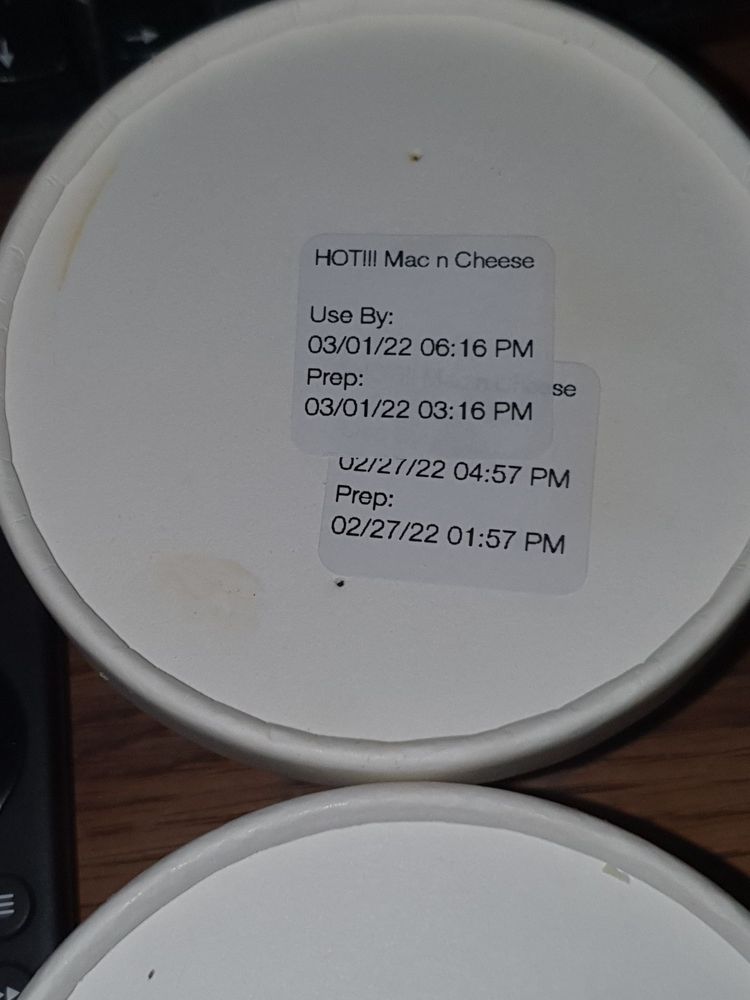 HOT!!! Mac n Cheese
Use By:
03/01/22 06:16 PM
Prep:
03/01/22 03:16 PM
se
02/27/22 04:57 PM
Prep:
02/27/22 01:57 PM